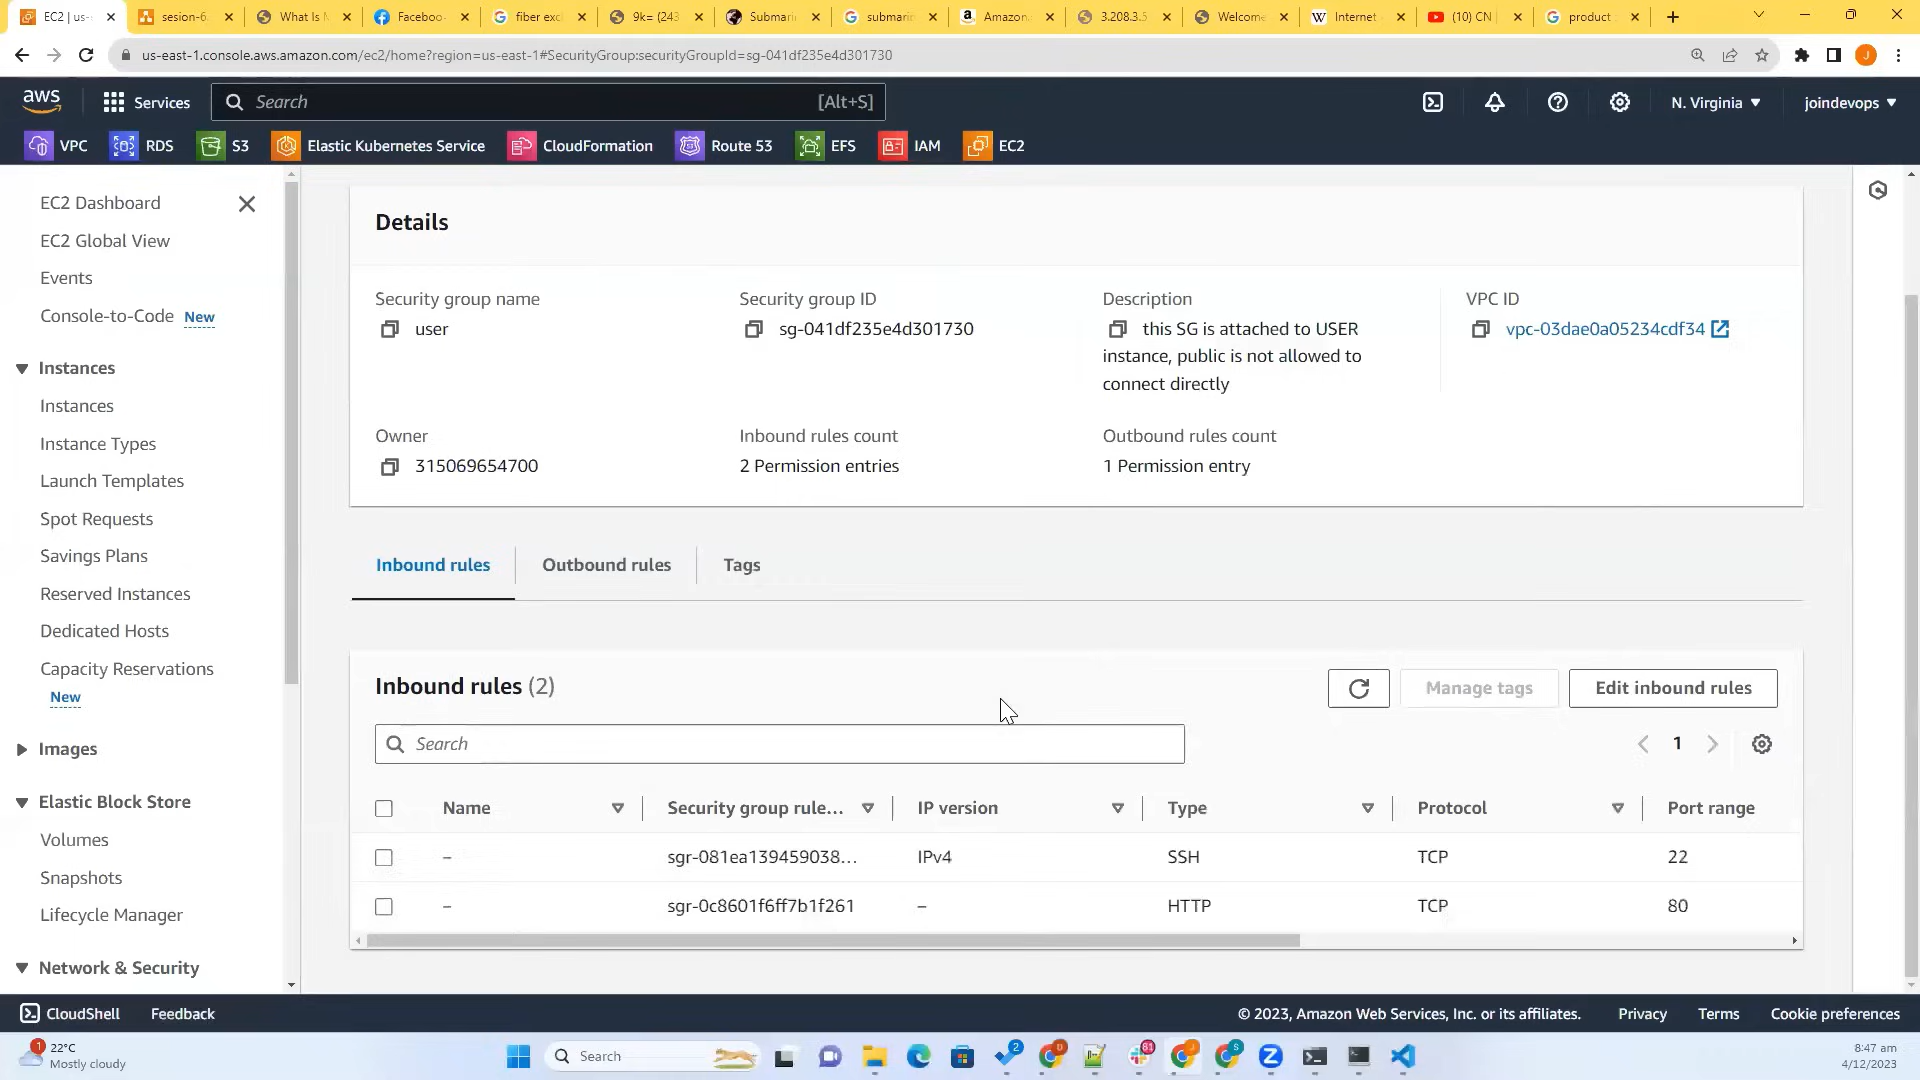 EC2 | us-
sesion-6
What Is M
Faceboo
fiber exc
9k= (243
Submarin
submarin
Amazon.
3.208.3.5
Welcome
Internet
(10) CN
product
us-east-1.console.aws.amazon.com/ec2/home?region=us-east-1#SecurityGroup:securityGroupId=sg-041df235e4d301730
J
aws
Services
Search
[Alt+S]
N. Virginia
joindevops
VPC
RDS
S3
Elastic Kubernetes Service
CloudFormation
Route 53
EFS
IAM
EC2
EC2 Dashboard
EC2 Global View
Events
Console-to-Code New
Instances
Instances
Instance Types
Launch Templates
Spot Requests
Savings Plans
Reserved Instances
Dedicated Hosts
Capacity Reservations
New
Images
Elastic Block Store
Volumes
Snapshots
Lifecycle Manager
Network & Security
Details
Security group name
user
Security group ID
sg-041df235e4d301730
Description
this SG is attached to USER
instance, public is not allowed to
connect directly
VPC ID
vpc-03dae0a05234cdf34
Owner
315069654700
Inbound rules count
2 Permission entries
Outbound rules count
1 Permission entry
Inbound rules
Outbound rules
Tags
Inbound rules (2)
Manage tags
Edit inbound rules
Search
1
Name
Security group rule...
IP version
Type
Protocol
Port range
– sgr-081ea139459038... IPv4 SSH TCP 22
– sgr-0c8601f6ff7b1f261 – HTTP TCP 80
CloudShell
Feedback
© 2023, Amazon Web Services, Inc. or its affiliates.
Privacy
Terms
Cookie preferences
1
22°C
Mostly cloudy
Search
2
D
81
J
S
8:47 am
4/12/2023